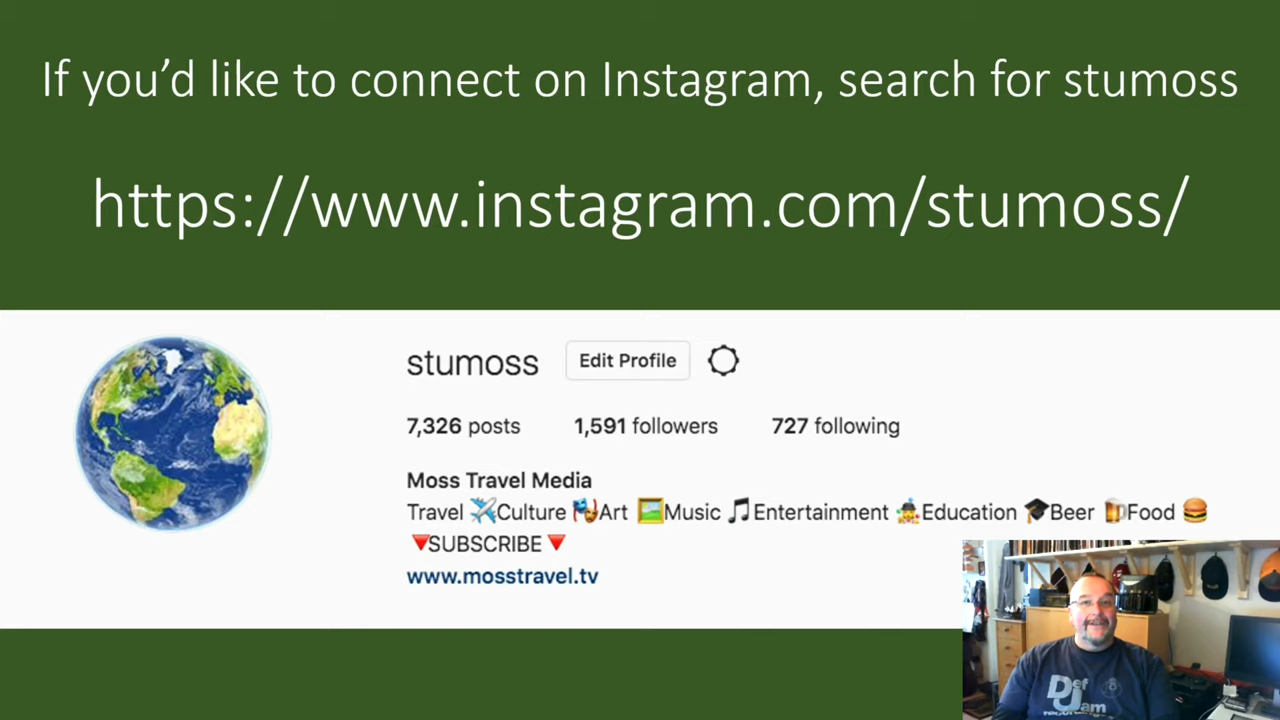 If you’d like to connect on Instagram, search for stumoss
https://www.instagram.com/stumoss/
stumoss Edit Profile
7,326 posts 1,591 followers 727 following
Moss Travel Media
Travel ✈️Culture 🎭Art 🖼️Music 🎵Entertainment 🤹Education 🎓Beer 🍺Food 🍔
🔻SUBSCRIBE🔻
www.mosstravel.tv
Def
Jam